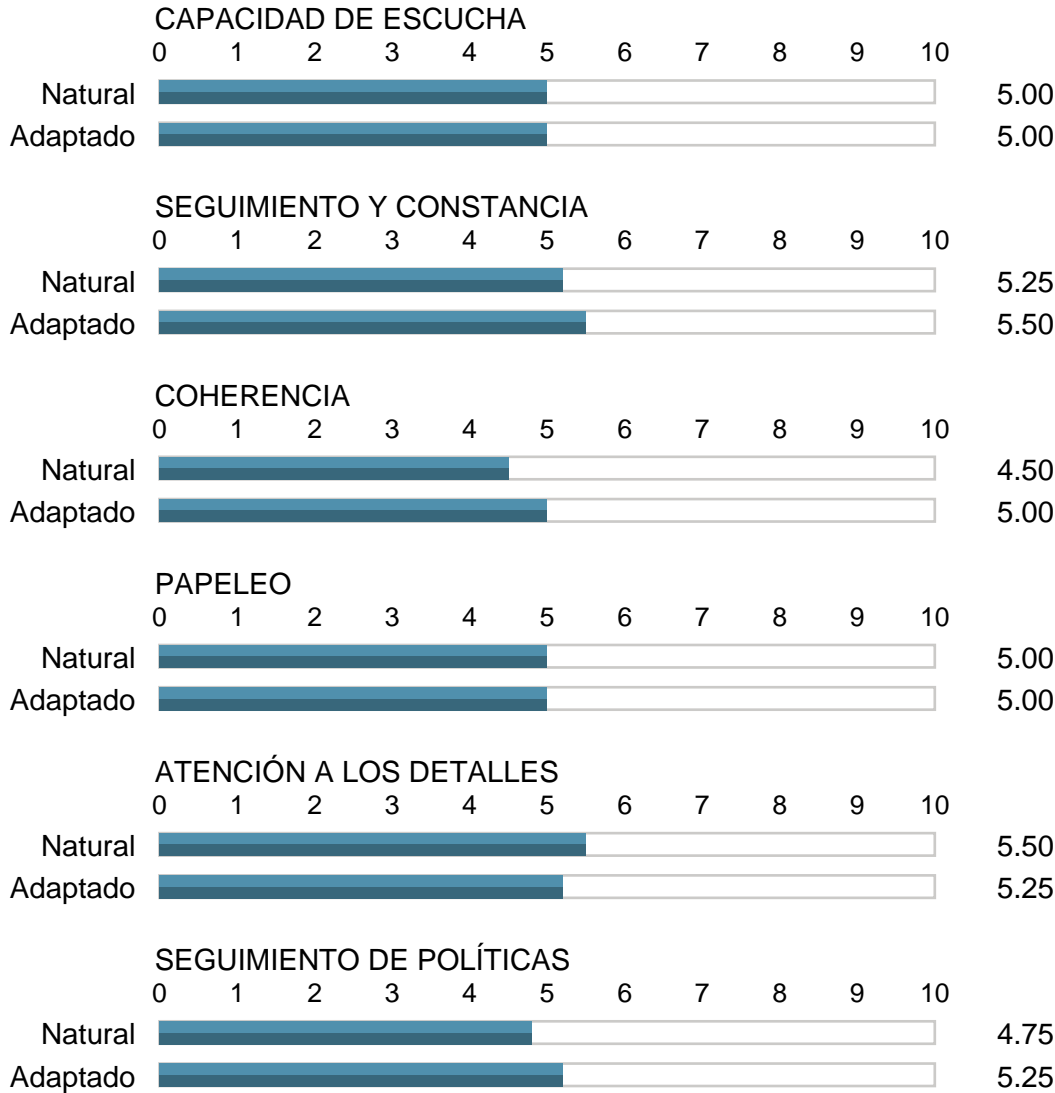 CAPACIDAD DE ESCUCHA
0 1 2 3 4 5 6 7 8 9 10
Natural 5.00
Adaptado 5.00
SEGUIMIENTO Y CONSTANCIA
0 1 2 3 4 5 6 7 8 9 10
Natural 5.25
Adaptado 5.50
COHERENCIA
0 1 2 3 4 5 6 7 8 9 10
Natural 4.50
Adaptado 5.00
PAPELEO
0 1 2 3 4 5 6 7 8 9 10
Natural 5.00
Adaptado 5.00
ATENCIÓN A LOS DETALLES
0 1 2 3 4 5 6 7 8 9 10
Natural 5.50
Adaptado 5.25
SEGUIMIENTO DE POLÍTICAS
0 1 2 3 4 5 6 7 8 9 10
Natural 4.75
Adaptado 5.25